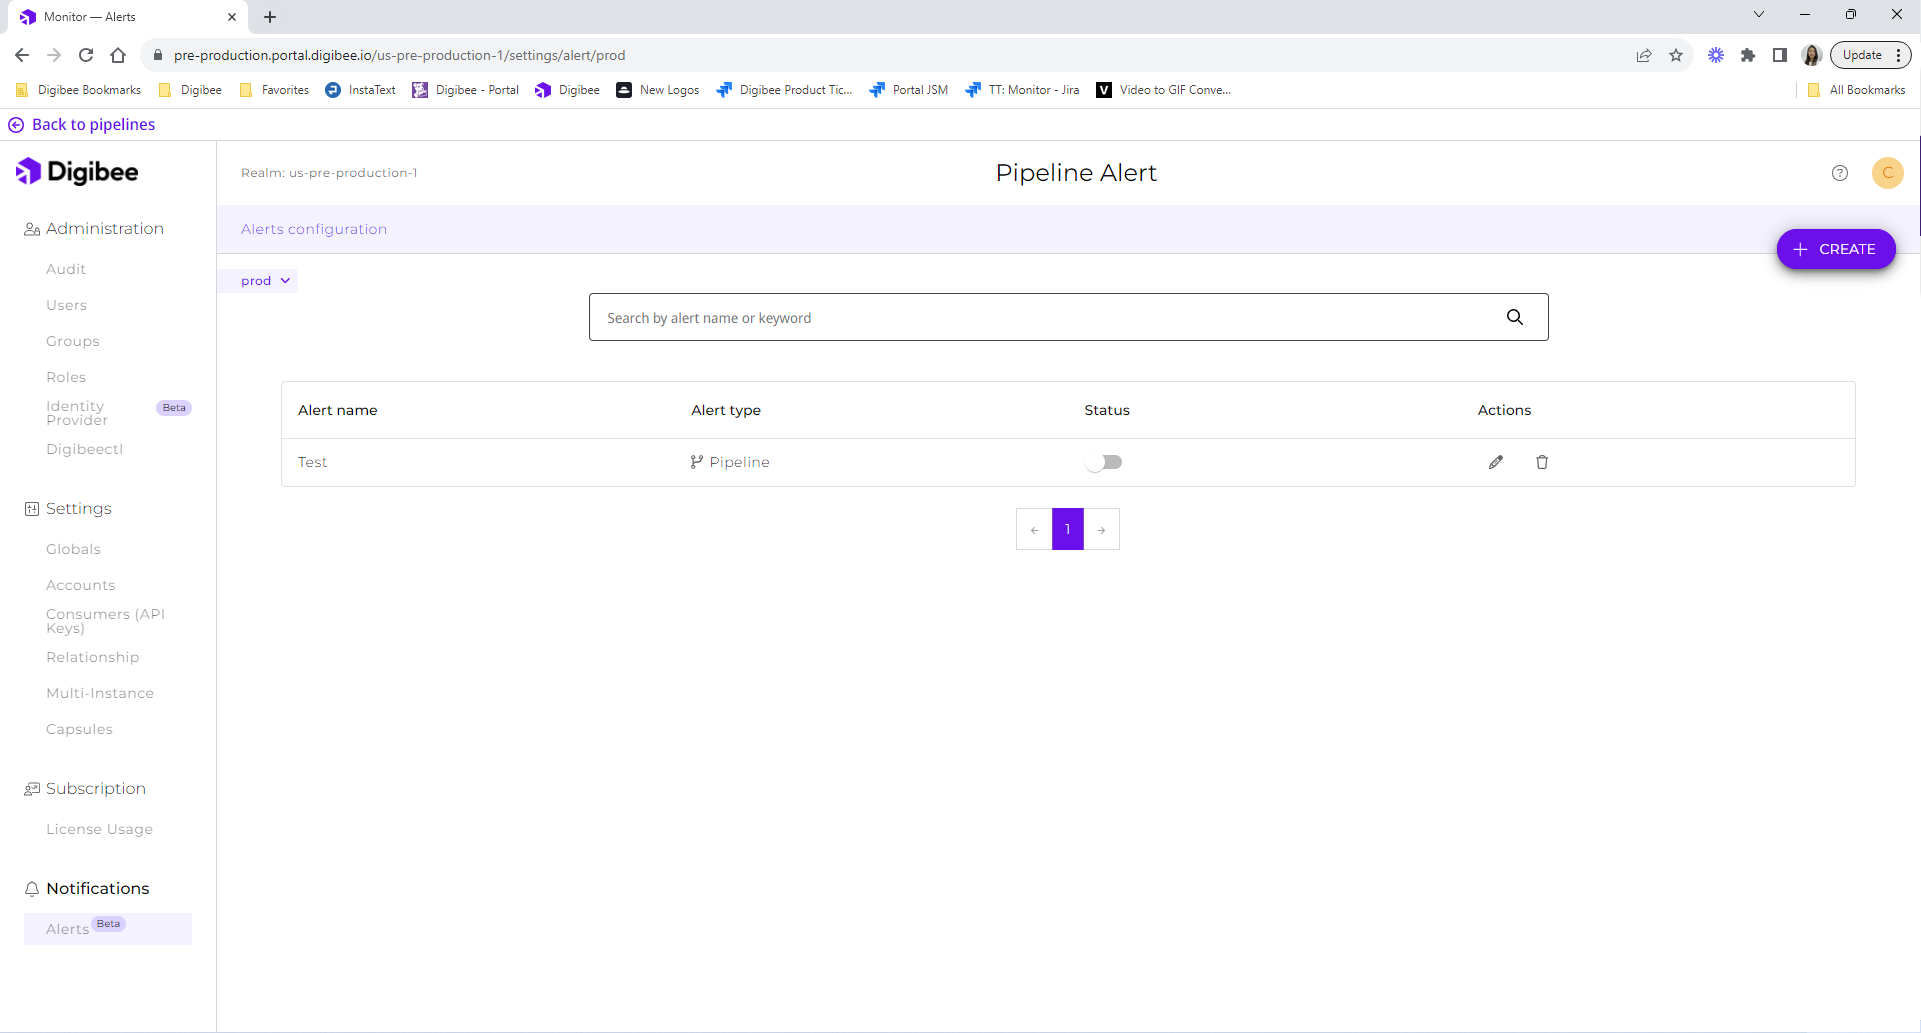 Monitor — Alerts
pre-production.portal.digibee.io/us-pre-production-1/settings/alert/prod
Update
Digibee Bookmarks
Digibee
Favorites
InstaText
Digibee - Portal
Digibee
New Logos
Digibee Product Tic...
Portal JSM
TT: Monitor - Jira
V
Video to GIF Conve...
All Bookmarks
Back to pipelines
Digibee
Realm: us-pre-production-1
Pipeline Alert
?
C
Administration
Audit
Users
Groups
Roles
Identity
Provider
Beta
Digibeectl
Settings
Globals
Accounts
Consumers (API
Keys)
Relationship
Multi-Instance
Capsules
Subscription
License Usage
Notifications
Alerts
Beta
Alerts configuration
CREATE
prod
Search by alert name or keyword
Alert name
Alert type
Status
Actions
Test
Pipeline
← 1 →